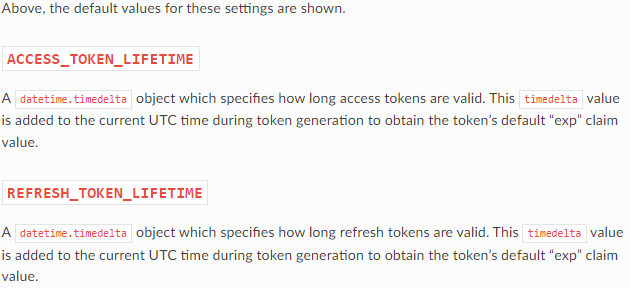 Above, the default values for these settings are shown.
ACCESS_TOKEN_LIFETIME
A datetime.timedelta object which specifies how long access tokens are valid. This timedelta value
is added to the current UTC time during token generation to obtain the token’s default “exp” claim
value.
REFRESH_TOKEN_LIFETIME
A datetime.timedelta object which specifies how long refresh tokens are valid. This timedelta value
is added to the current UTC time during token generation to obtain the token’s default “exp” claim
value.